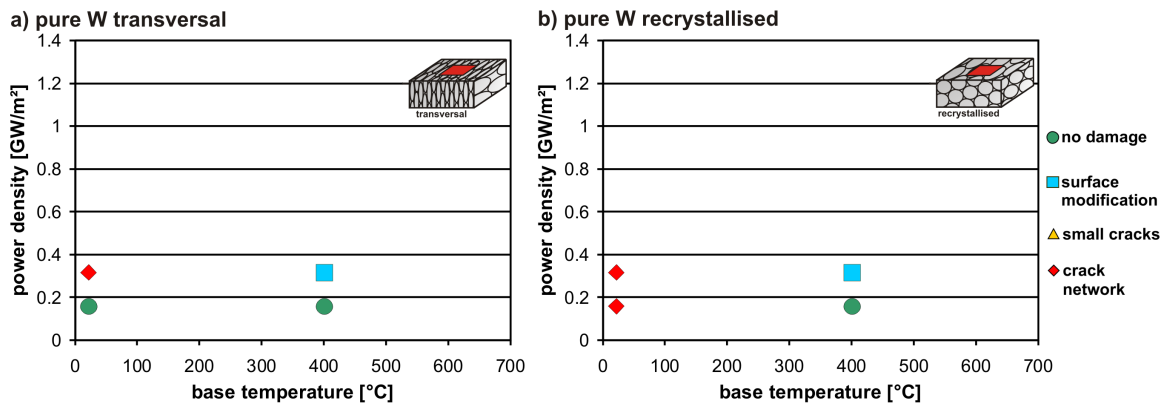 a) pure W transversal
1.4
1.2
1
0.8
0.6
0.4
0.2
0
power density [GW/m²]
transversal
0 100 200 300 400 500 600 700
base temperature [°C]
b) pure W recrystallised
1.4
1.2
1
0.8
0.6
0.4
0.2
0
power density [GW/m²]
recrystallised
0 100 200 300 400 500 600 700
base temperature [°C]
no damage
surface
modification
small cracks
crack
network